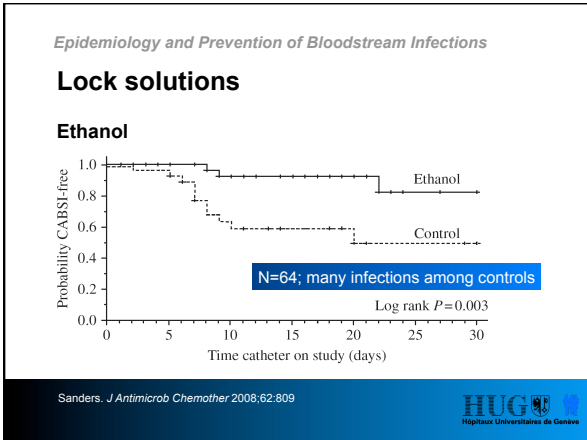 Epidemiology and Prevention of Bloodstream Infections
Lock solutions
Ethanol
Probability CABSI-free
1.0
0.8
0.6
0.4
0.2
0.0
Ethanol
Control
N=64; many infections among controls
Log rank P=0.003
0 5 10 15 20 25 30
Time catheter on study (days)
Sanders. J Antimicrob Chemother 2008;62:809
HUG
Hôpitaux Universitaires de Genève